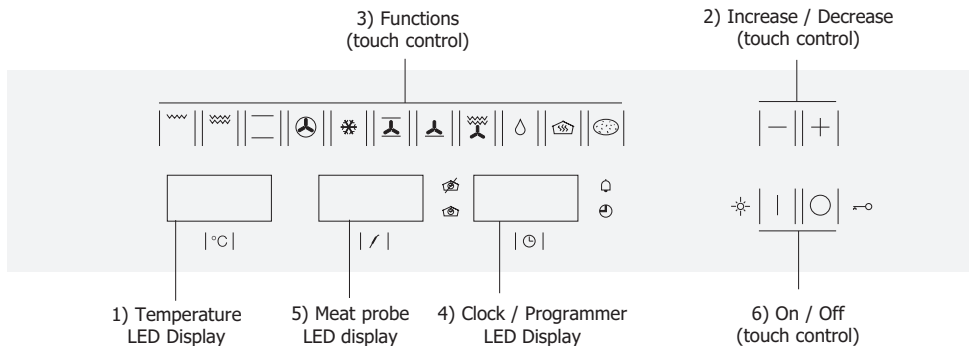 3) Functions
(touch control)
2) Increase / Decrease
(touch control)
°C
1) Temperature
LED Display
5) Meat probe
LED display
4) Clock / Programmer
LED Display
6) On / Off
(touch control)